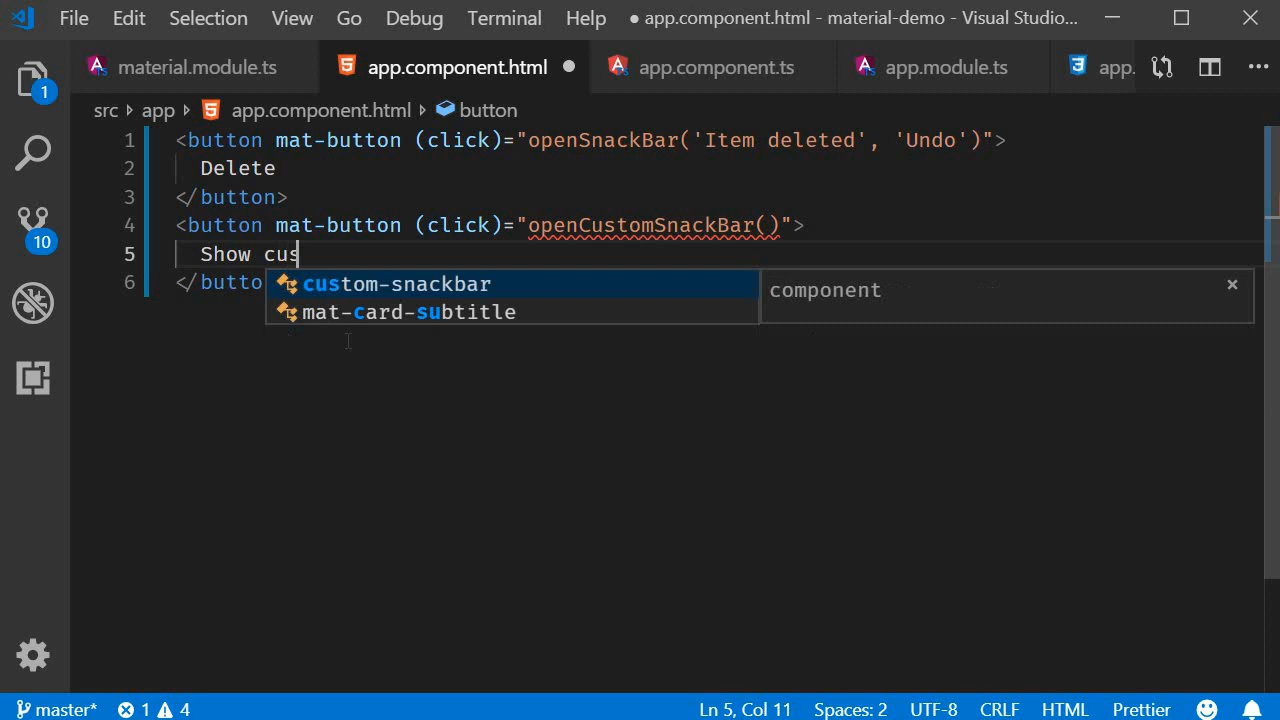 File Edit Selection View Go Debug Terminal Help ● app.component.html - material-demo - Visual Studio...
material.module.ts app.component.html app.component.ts app.module.ts app.
src app app.component.html button
1 <button mat-button (click)="openSnackBar('Item deleted', 'Undo')">
2 Delete
3 </button>
4 <button mat-button (click)="openCustomSnackBar()">
5 Show cus
6 </butto
custom-snackbar component ×
mat-card-subtitle
1
10
master* 1 4 Ln 5, Col 11 Spaces: 2 UTF-8 CRLF HTML Prettier